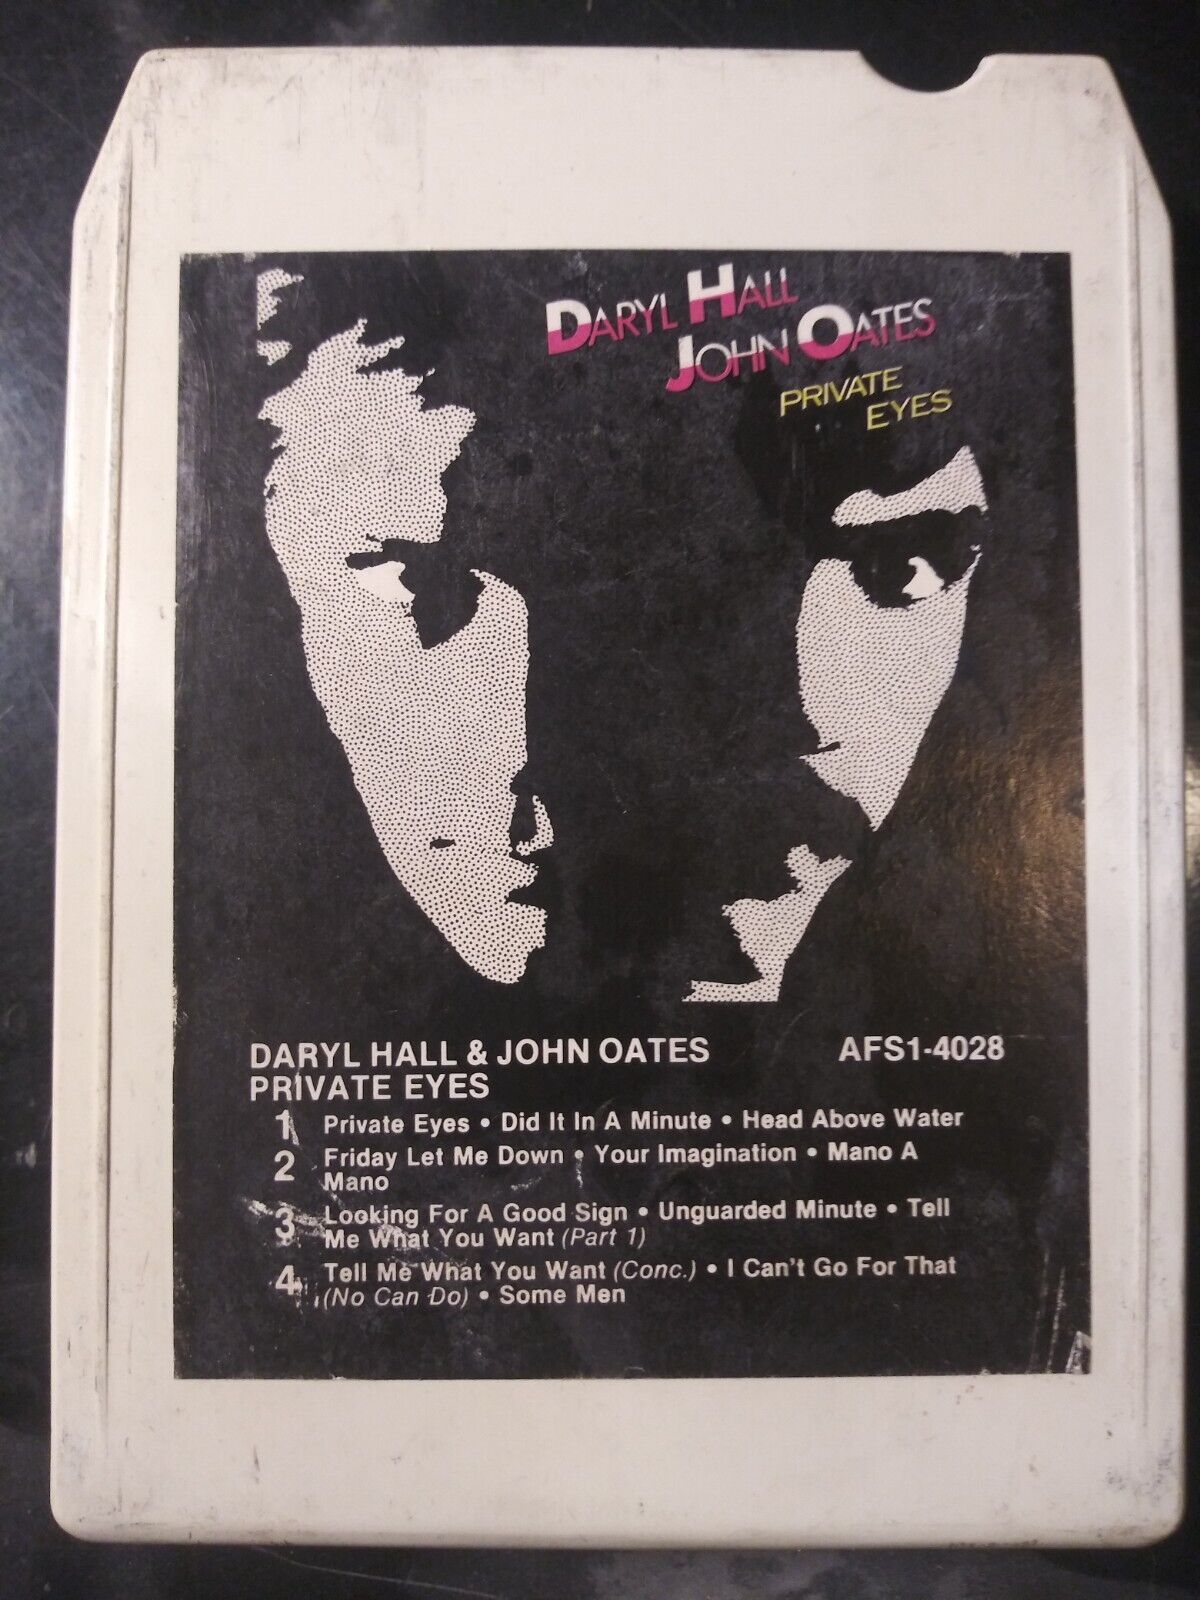 DARYL HALL
JOHN OATES
PRIVATE
EYES
DARYL HALL & JOHN OATES AFS1-4028
PRIVATE EYES
1 Private Eyes • Did It In A Minute • Head Above Water
2 Friday Let Me Down • Your Imagination • Mano A
Mano
3 Looking For A Good Sign • Unguarded Minute • Tell
Me What You Want (Part 1)
4 Tell Me What You Want (Conc.) • I Can't Go For That
(No Can Do) • Some Men